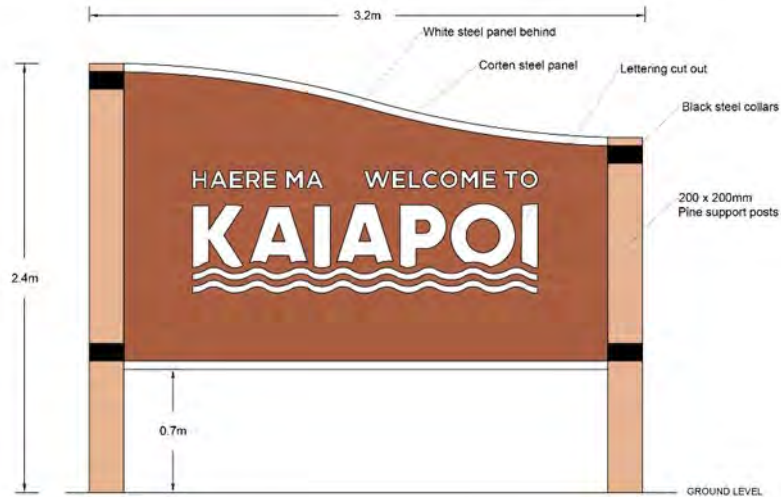 3.2m
White steel panel behind
Corten steel panel
Lettering cut out
Black steel collars
HAERE MA WELCOME TO
KAIAPOI
200 x 200mm
Pine support posts
2.4m
0.7m
GROUND LEVEL